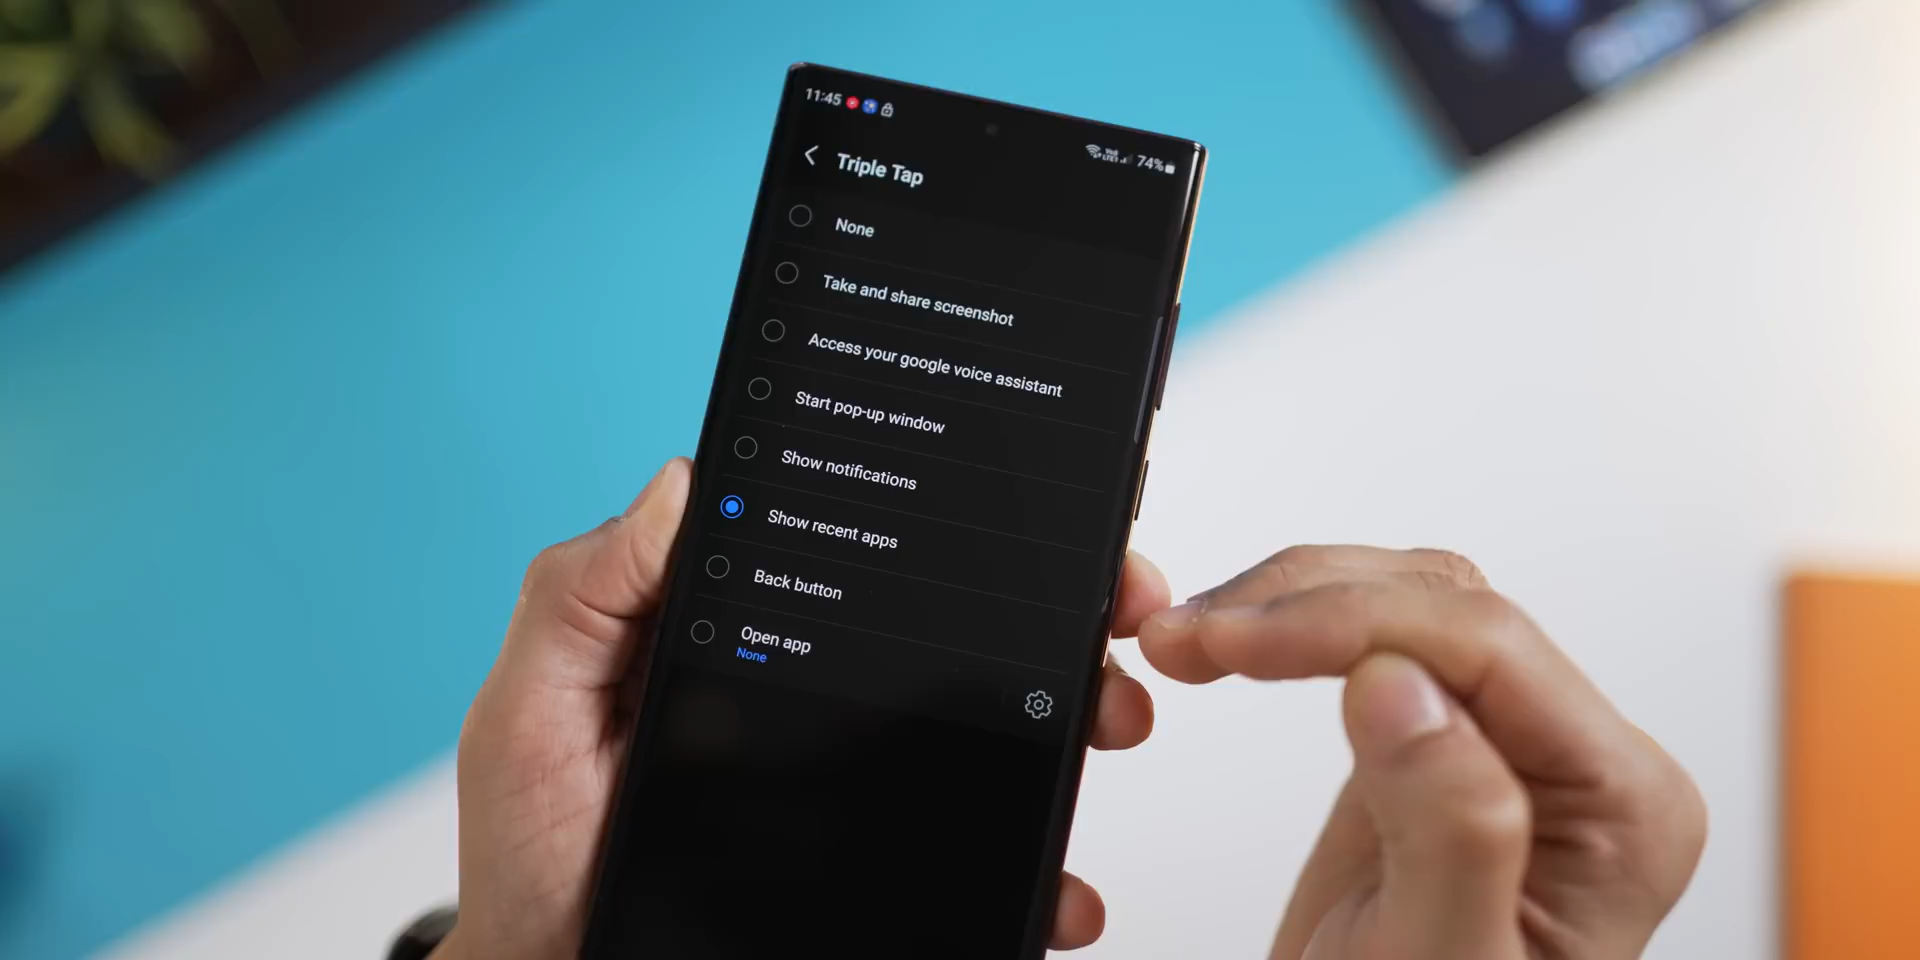 11:45
74%
Triple Tap
None
Take and share screenshot
Access your google voice assistant
Start pop-up window
Show notifications
Show recent apps
Back button
Open app
None